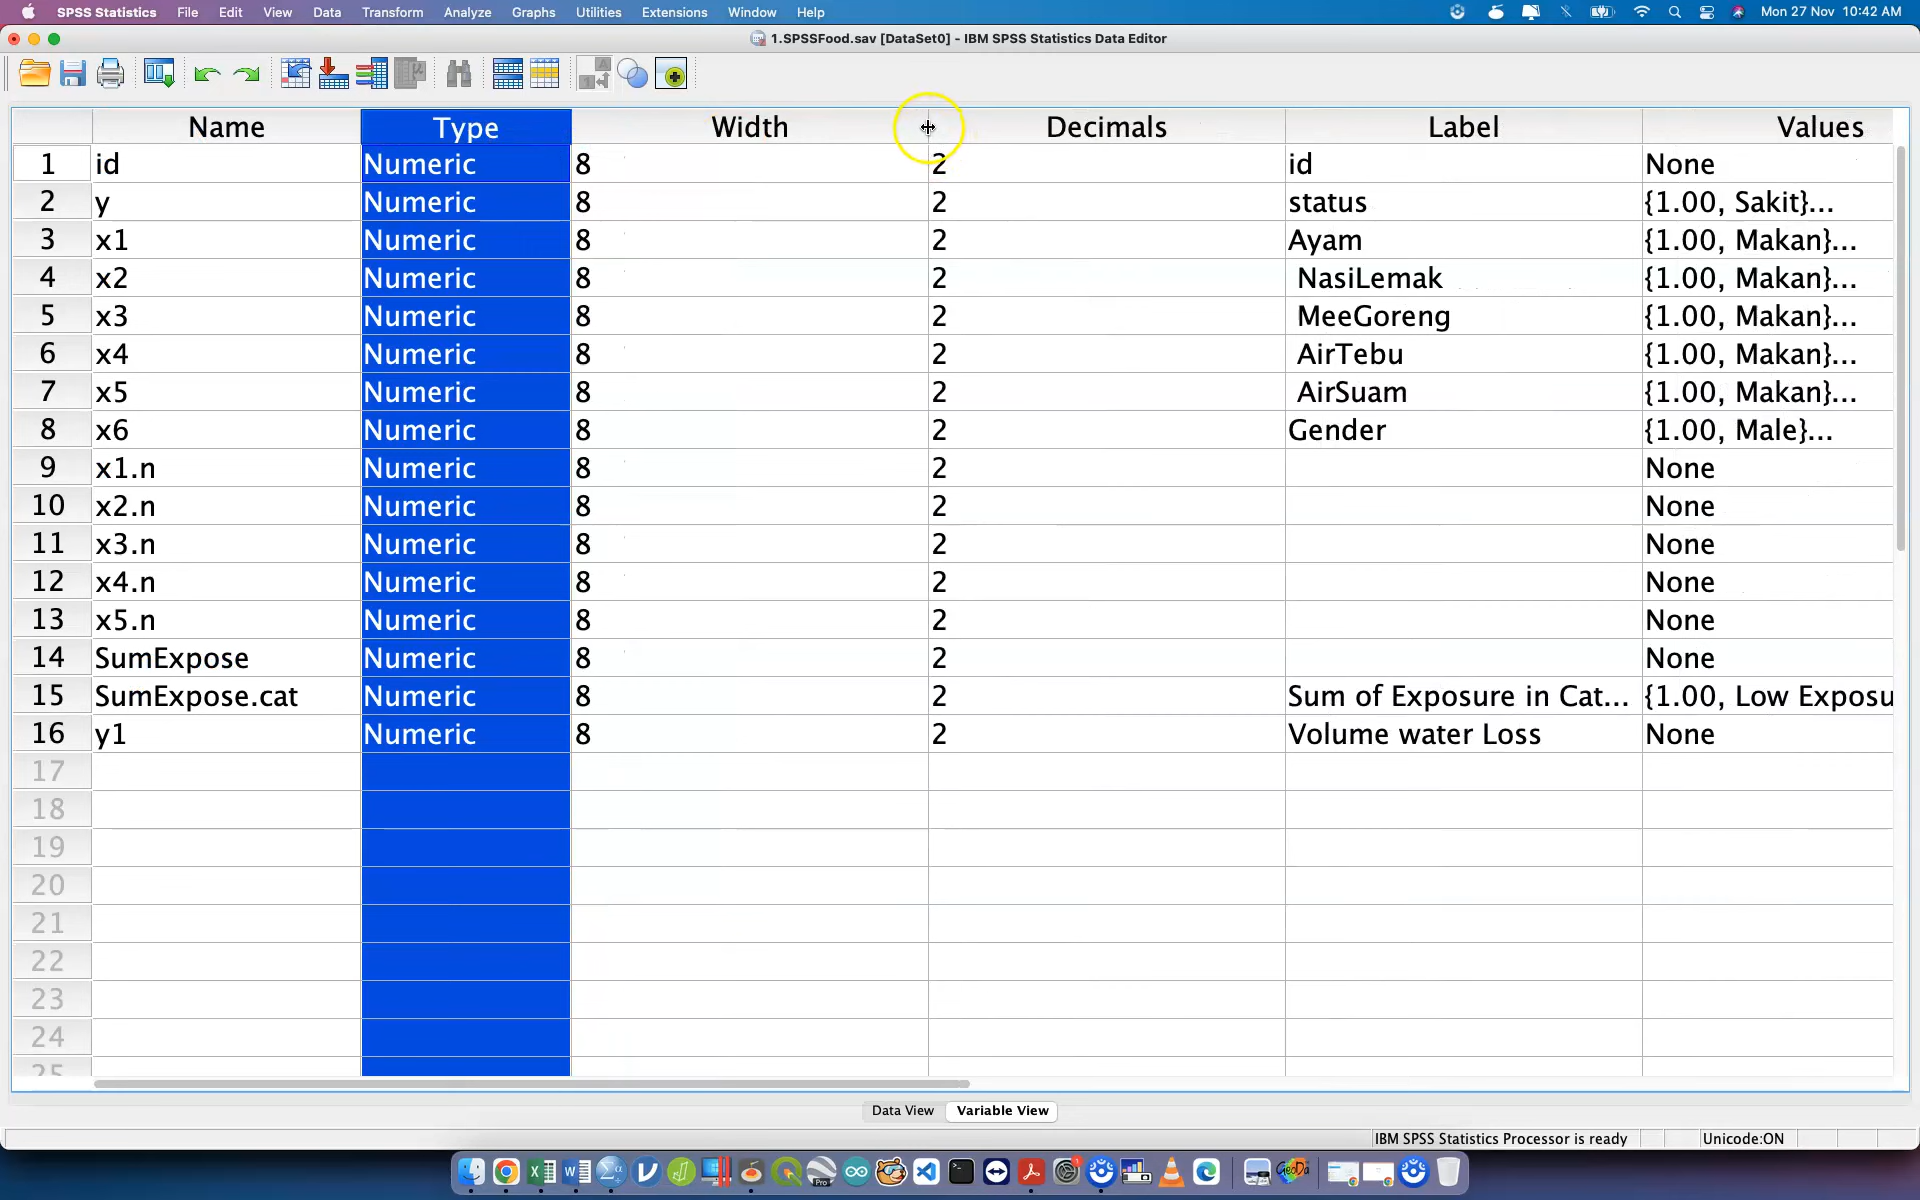 SPSS Statistics File Edit View Data Transform Analyze Graphs Utilities Extensions Window Help Mon 27 Nov 10:42 AM
1.SPSSFood.sav [DataSet0] - IBM SPSS Statistics Data Editor
Name Type Width Decimals Label Values
1 id Numeric 8 2 id None
2 y Numeric 8 2 status {1.00, Sakit}...
3 x1 Numeric 8 2 Ayam {1.00, Makan}...
4 x2 Numeric 8 2 NasiLemak {1.00, Makan}...
5 x3 Numeric 8 2 MeeGoreng {1.00, Makan}...
6 x4 Numeric 8 2 AirTebu {1.00, Makan}...
7 x5 Numeric 8 2 AirSuam {1.00, Makan}...
8 x6 Numeric 8 2 Gender {1.00, Male}...
9 x1.n Numeric 8 2 None
10 x2.n Numeric 8 2 None
11 x3.n Numeric 8 2 None
12 x4.n Numeric 8 2 None
13 x5.n Numeric 8 2 None
14 SumExpose Numeric 8 2 None
15 SumExpose.cat Numeric 8 2 Sum of Exposure in Cat... {1.00, Low Exposu
16 y1 Numeric 8 2 Volume water Loss None
17
18
19
20
21
22
23
24
25
Data View Variable View
IBM SPSS Statistics Processor is ready Unicode:ON
Pro GeoDa